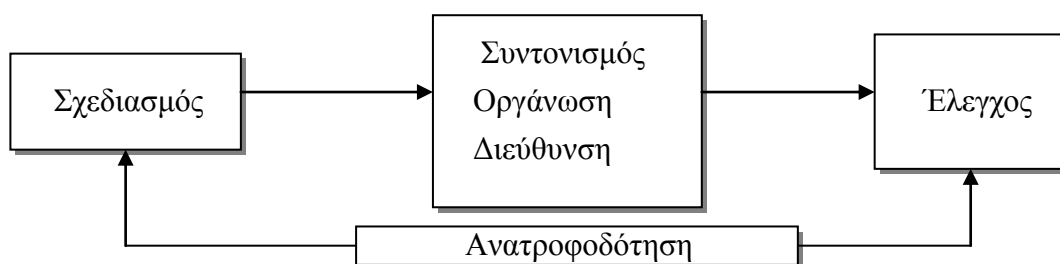 Σχεδιασμός
Συντονισμός
Οργάνωση
Διεύθυνση
Έλεγχος
Ανατροφοδότηση